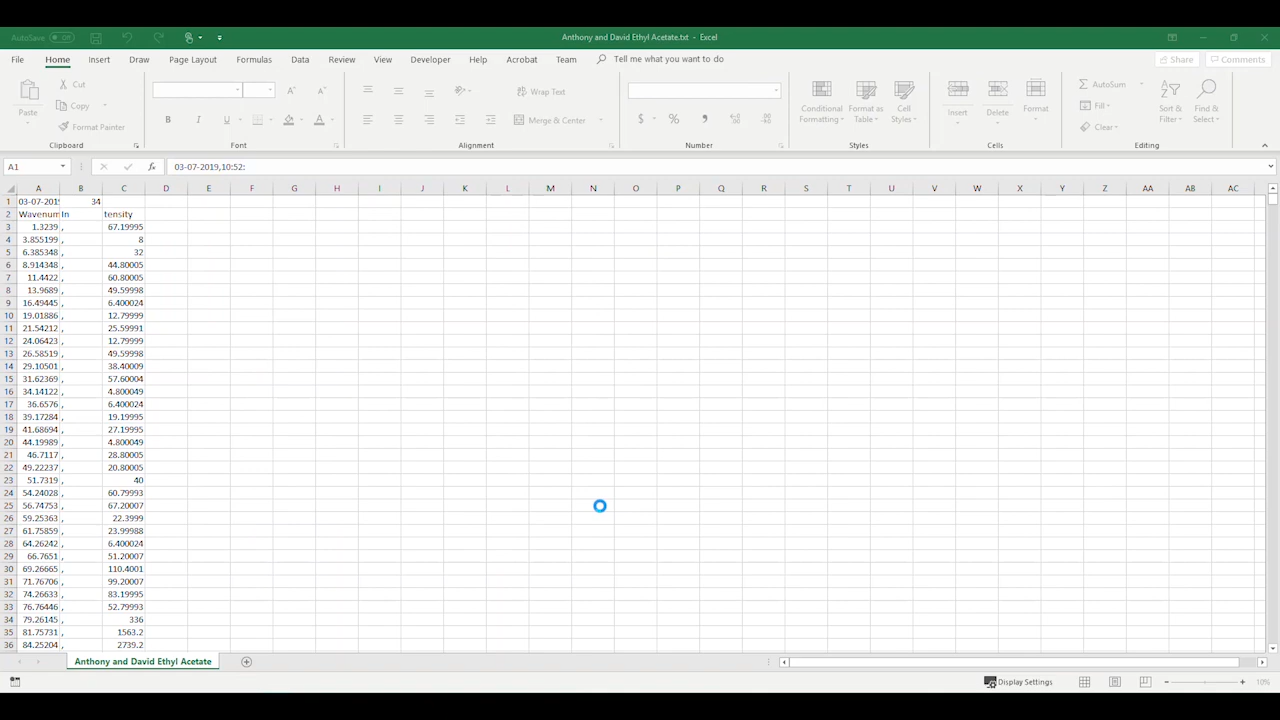 AutoSave Off Anthony and David Ethyl Acetate.txt - Excel
File Home Insert Draw Page Layout Formulas Data Review View Developer Help Acrobat Team Tell me what you want to do Share Comments
Paste Cut Copy Format Painter Clipboard
B I U A Font
Wrap Text Merge & Center Alignment
$ % , Number
Conditional Formatting Format as Table Cell Styles Styles
Insert Delete Format Cells
AutoSum Fill Clear Sort & Filter Find & Select Editing
A1 fx 03-07-2019,10:52:
A B C D E F G H I J K L M N O P Q R S T U V W X Y Z AA AB AC
1 03-07-2019 34
2 Wavenum In tensity
3 1.3239 , 67.19995
4 3.855199 , 8
5 6.385348 , 32
6 8.914348 , 44.80005
7 11.4422 , 60.80005
8 13.9689 , 49.59998
9 16.49445 , 6.400024
10 19.01886 , 12.79999
11 21.54212 , 25.59991
12 24.06423 , 12.79999
13 26.58519 , 49.59998
14 29.10501 , 38.40009
15 31.62369 , 57.60004
16 34.14122 , 4.800049
17 36.6576 , 6.400024
18 39.17284 , 19.19995
19 41.68694 , 27.19995
20 44.19989 , 4.800049
21 46.7117 , 28.80005
22 49.22237 , 20.80005
23 51.7319 , 40
24 54.24028 , 60.79993
25 56.74753 , 67.20007
26 59.25363 , 22.3999
27 61.75859 , 23.99988
28 64.26242 , 6.400024
29 66.7651 , 51.20007
30 69.26665 , 110.4001
31 71.76706 , 99.20007
32 74.26633 , 83.19995
33 76.76446 , 52.79993
34 79.26145 , 336
35 81.75731 , 1563.2
36 84.25204 , 2739.2
Anthony and David Ethyl Acetate
Display Settings 10%